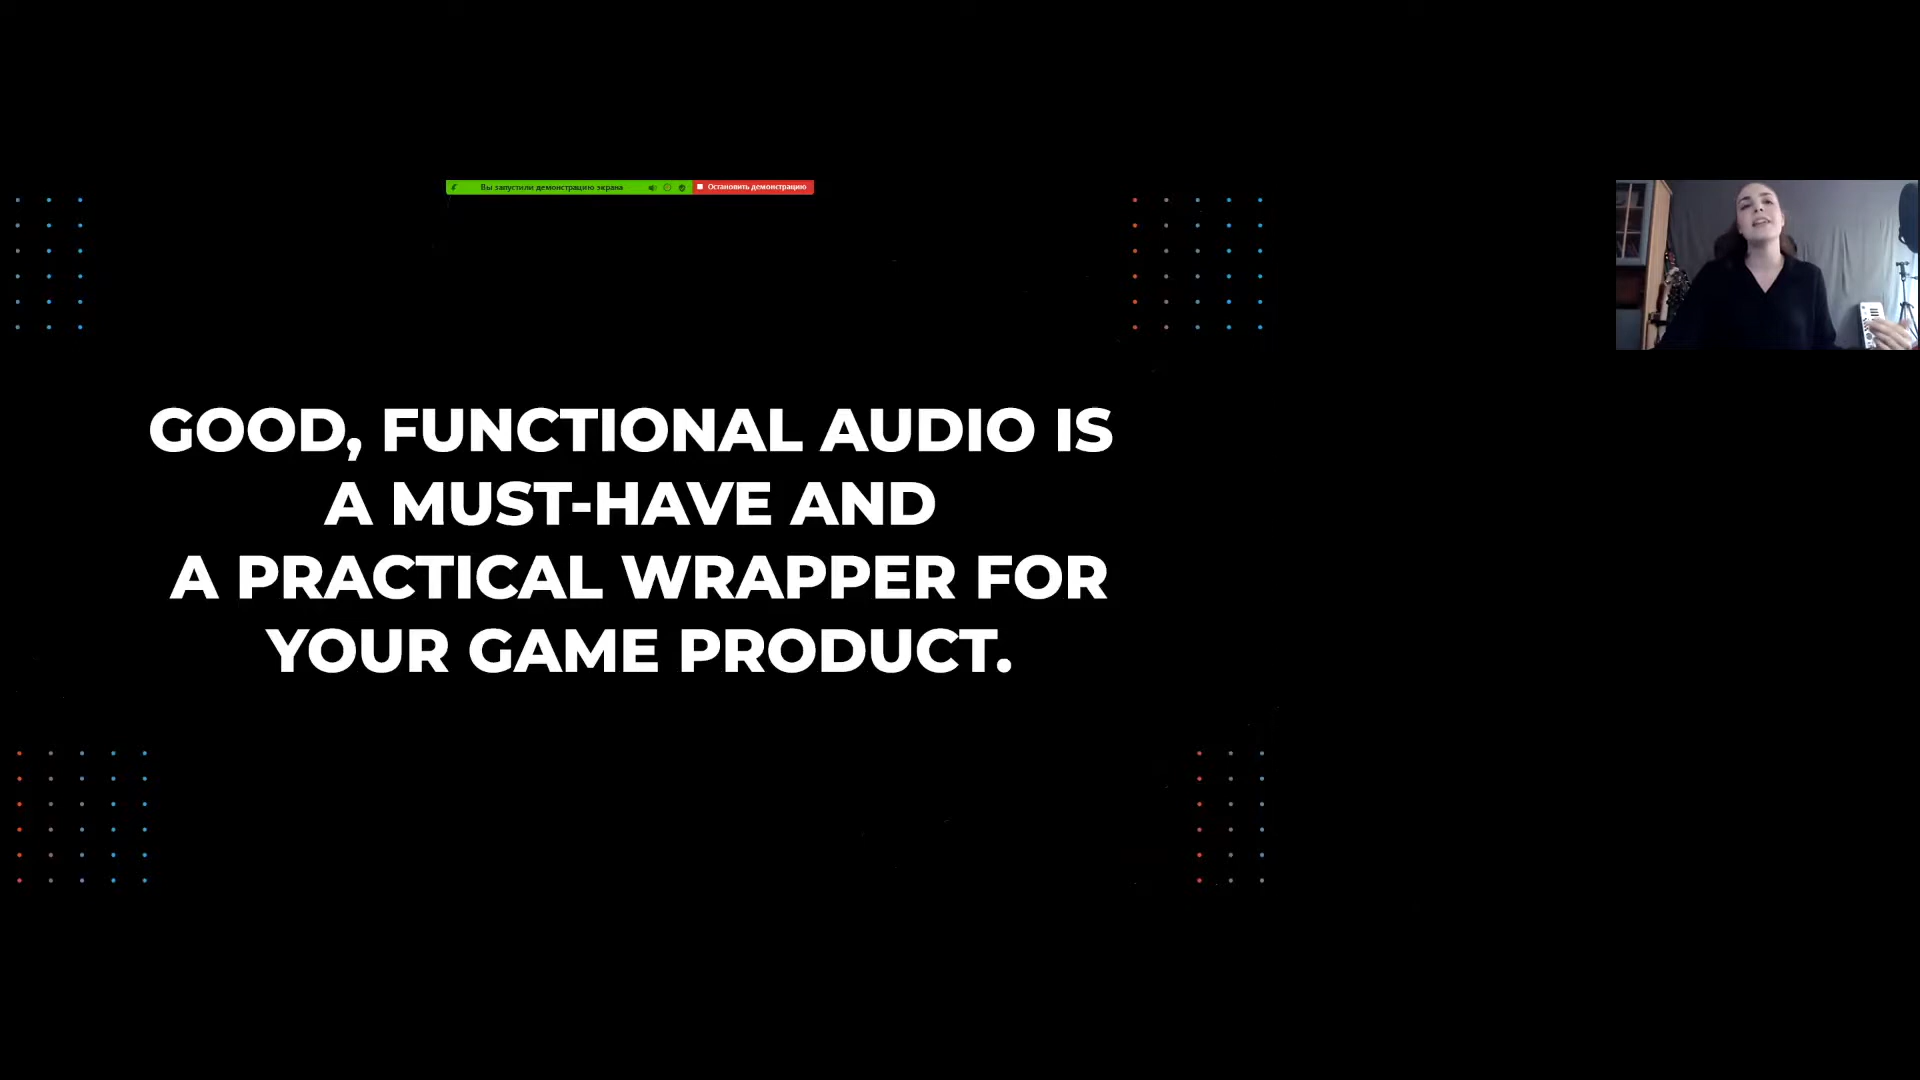 Вы запустили демонстрацию экрана
Остановить демонстрацию
GOOD, FUNCTIONAL AUDIO IS
A MUST-HAVE AND
A PRACTICAL WRAPPER FOR
YOUR GAME PRODUCT.